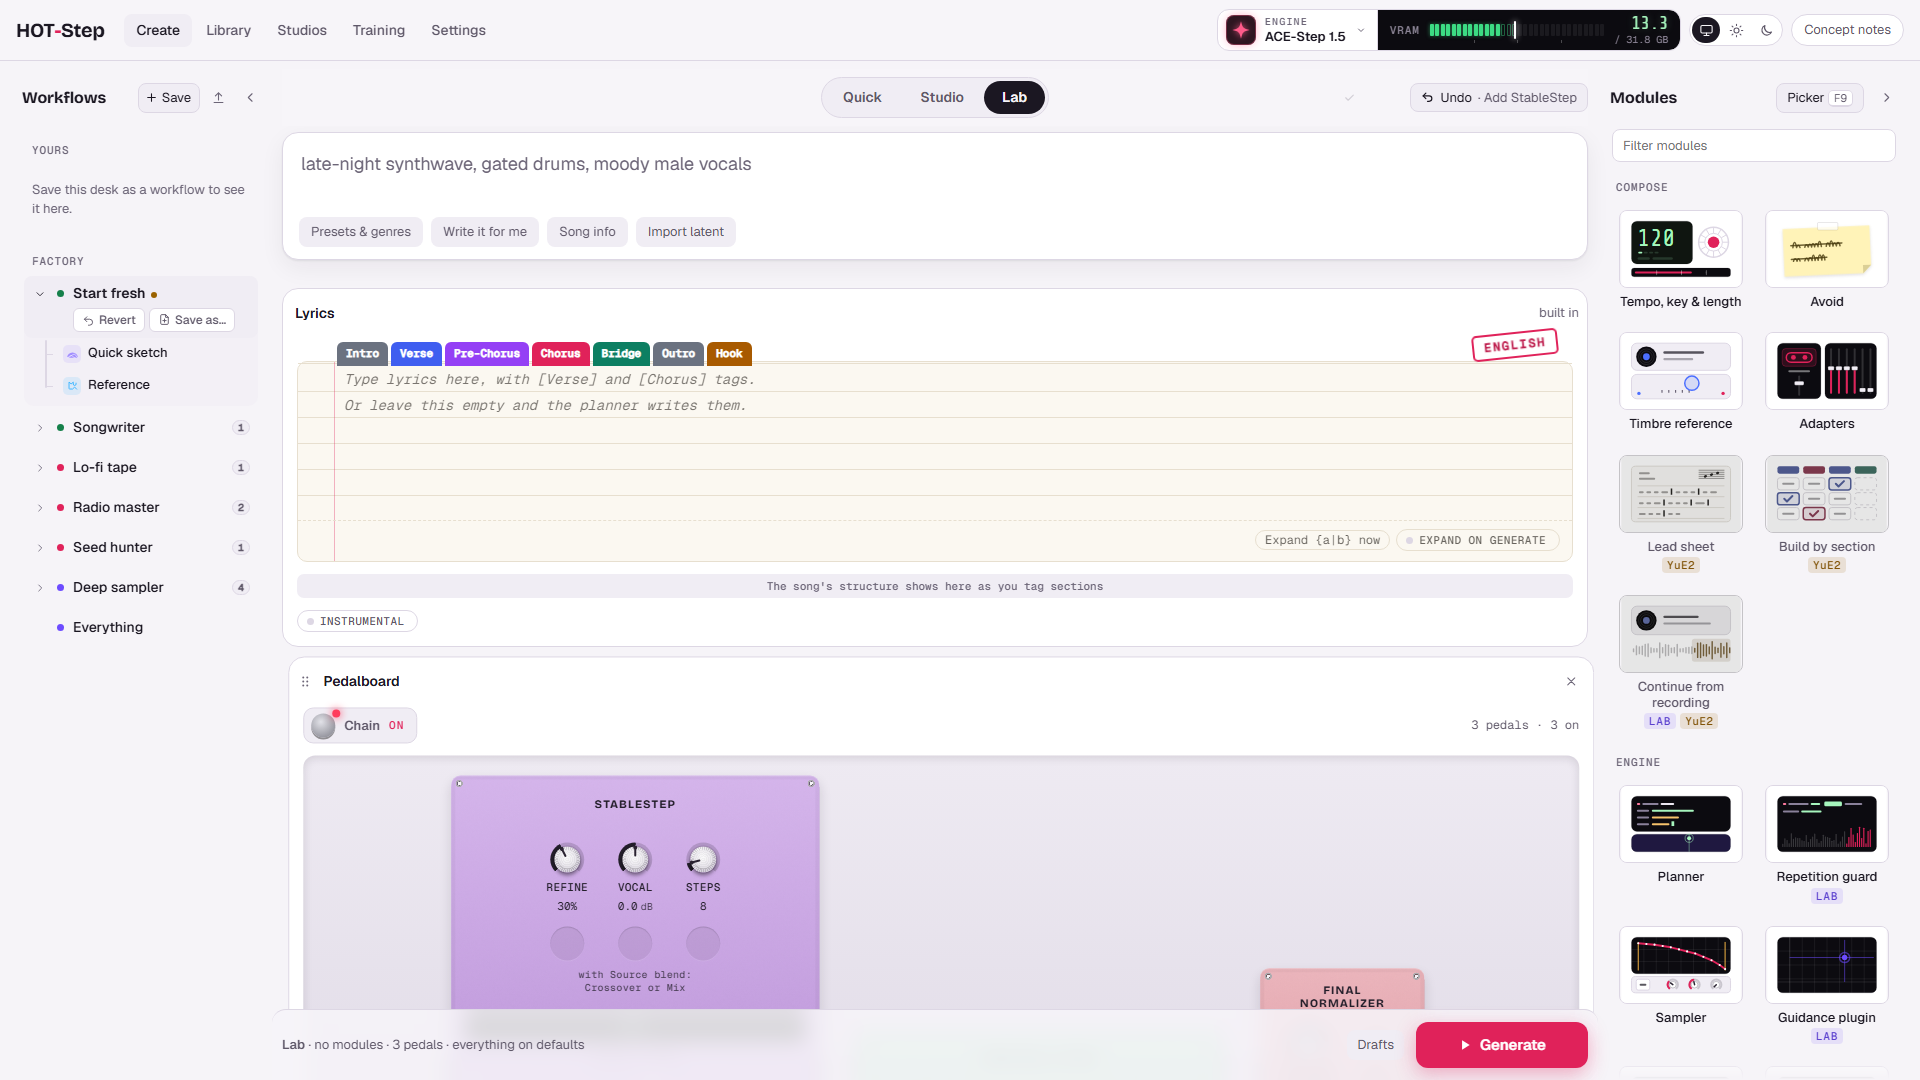 HOT-Step
Create
Library
Studios
Training
Settings
ENGINE
ACE-Step 1.5
VRAM
13.3
/ 31.8 GB
Concept notes
Workflows
+ Save
Quick
Studio
Lab
Undo · Add StableStep
Modules
Picker F9
YOURS
Save this desk as a workflow to see
it here.
FACTORY
Start fresh
Revert
Save as...
Quick sketch
Reference
Songwriter 1
Lo-fi tape 1
Radio master 2
Seed hunter 1
Deep sampler 4
Everything
late-night synthwave, gated drums, moody male vocals
Presets & genres
Write it for me
Song info
Import latent
Lyrics
built in
Intro
Verse
Pre-Chorus
Chorus
Bridge
Outro
Hook
ENGLISH
Type lyrics here, with [Verse] and [Chorus] tags.
Or leave this empty and the planner writes them.
Expand {a|b} now
EXPAND ON GENERATE
The song's structure shows here as you tag sections
INSTRUMENTAL
Pedalboard
Chain ON
3 pedals · 3 on
STABLESTEP
REFINE
VOCAL
STEPS
30%
0.0 dB
8
with Source blend:
Crossover or Mix
FINAL
NORMALIZER
Lab · no modules · 3 pedals · everything on defaults
Drafts
Generate
Filter modules
COMPOSE
120
Tempo, key & length
Avoid
Timbre reference
Adapters
Lead sheet
YuE2
Build by section
YuE2
Continue from
recording
LAB YuE2
ENGINE
Planner
Repetition guard
LAB
Sampler
Guidance plugin
LAB